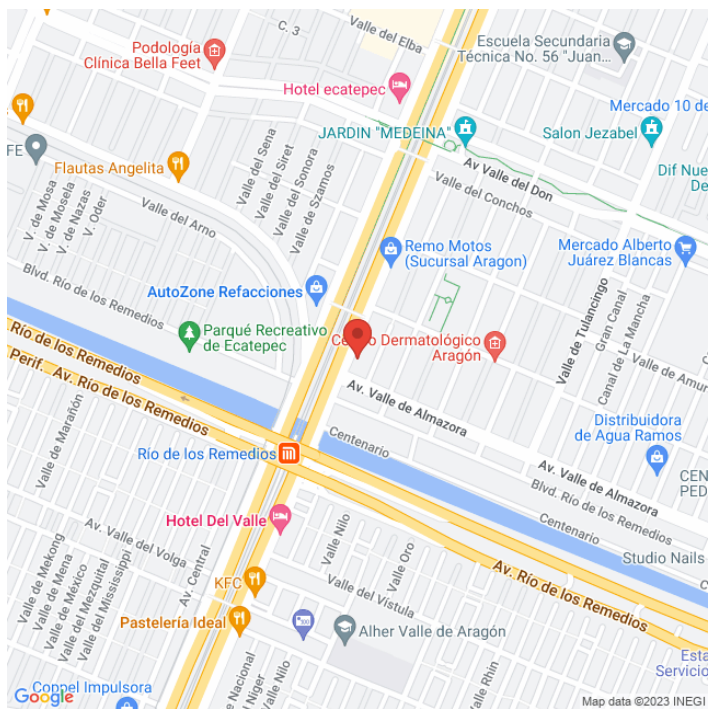 C. 3
Valle del Elba
Escuela Secundaria
Técnica No. 56 "Juan...
Podología
Clínica Bella Feet
Hotel ecatepec
Mercado 10 de
JARDIN "MEDEINA"
Salon Jezabel
FE
Flautas Angelita
Valle del Sena
Valle del Siret
Valle del Sonora
Valle de Szamos
Av Valle del Don
Dif Nue
De
Valle del Conchos
V. de Mosa
V. de Mosela
V. de Nazas
V. Oder
Valle del Arno
Remo Motos
(Sucursal Aragon)
Mercado Alberto
Juárez Blancas
Blvd. Río de los Remedios
AutoZone Refacciones
Parqué Recreativo
de Ecatepec
Centro Dermatológico
Aragón
Valle de Tulancingo
Gran Canal
Canal de La Mancha
Valle de Amur
Río de los Remedios
Perif... Av. Río de los Remedios
Av. Valle de Almazora
Centenario
Distribuidora
de Agua Ramos
Valle de Marañón
Río de los Remedios
Av. Valle de Almazora
Blvd. Río de los Remedios
Centenario
CEN
PED
Hotel Del Valle
Valle Nilo
Valle Oro
Studio Nails
Av. Valle del Volga
Av. Central
Valle de Mekong
Valle de Mena
Valle de México
Valle del Mezquital
Valle del Mississippi
KFC
Valle del Vístula
Av. Río de los Remedios
Pastelería Ideal
Alher Valle de Aragón
Valle Rhin
Esta
Servicio
Nacional
Niger
Valle Nilo
Coppel Impulsora
Google
Map data ©2023 INEGI